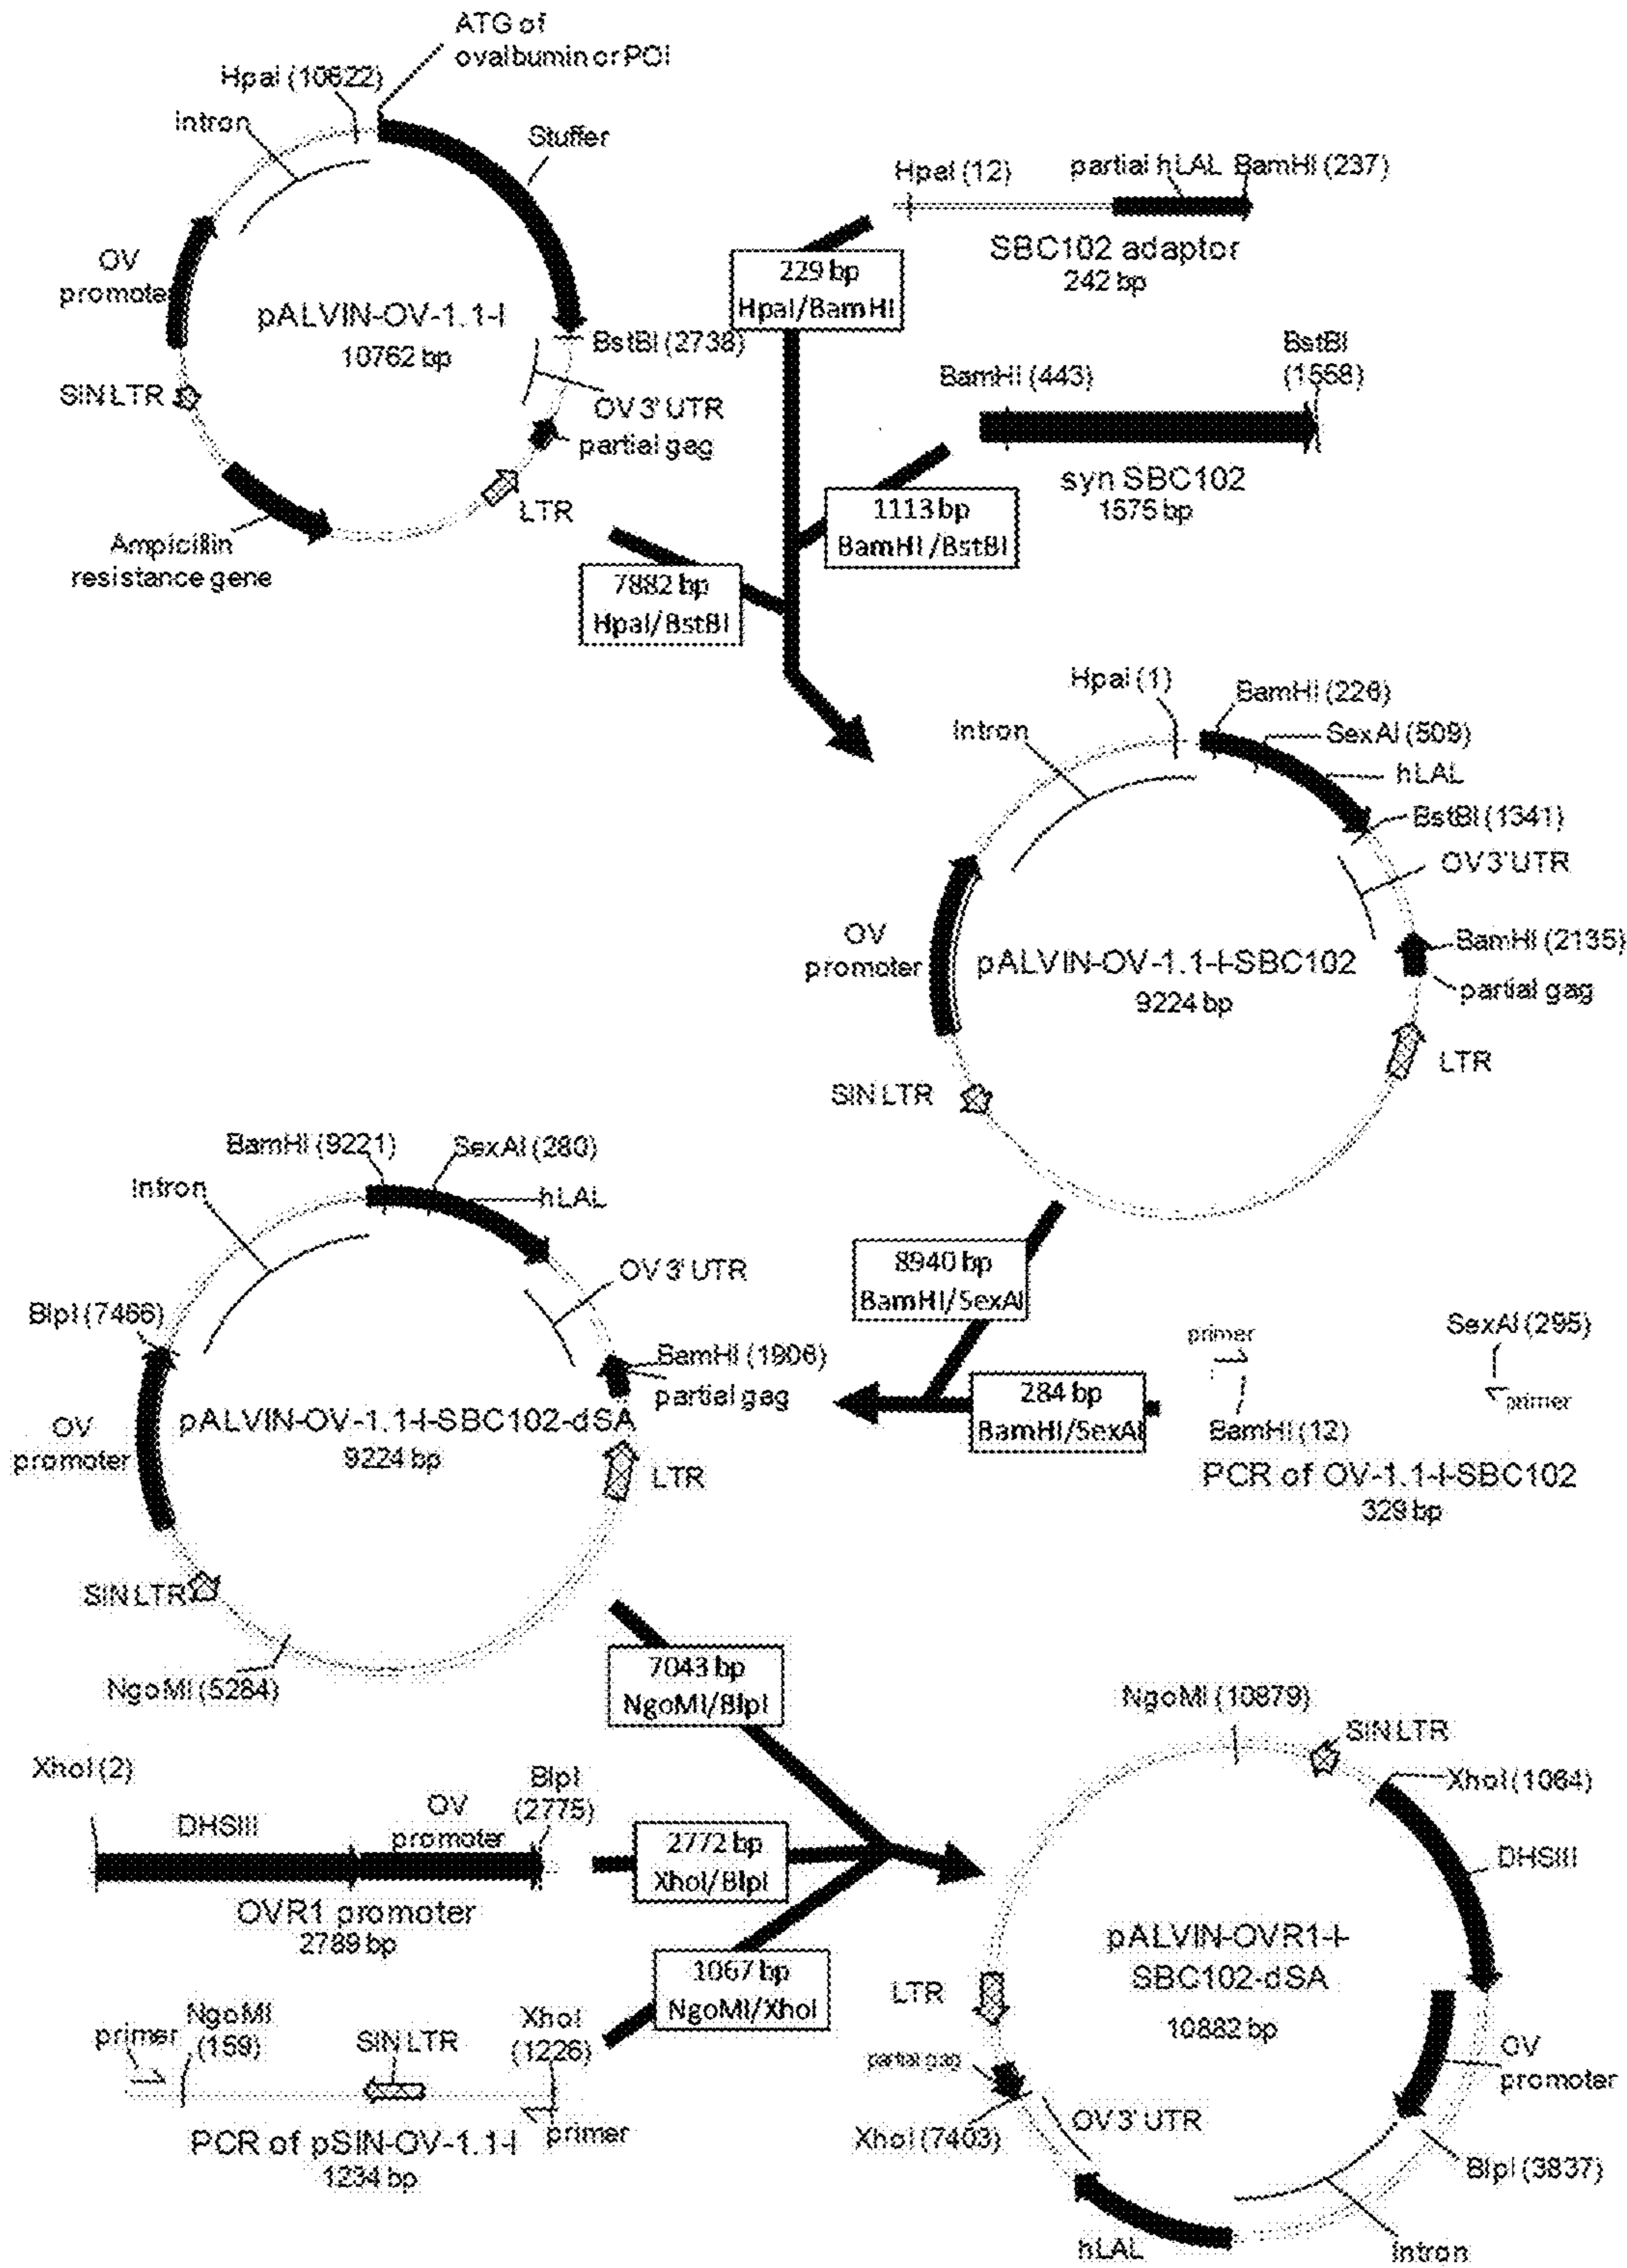 ATG of
ovalbumin or POI
HpaI (10622)
Intron
Stuffer
OV
promoter
pALVIN-OV-1.1-I
10762 bp
BstBI (2738)
SIN LTR
OV 3' UTR
partial gag
LTR
Ampicillin
resistance gene
HpaI (12)
partial hLAL
BamHI (237)
SBC102 adaptor
242 bp
229 bp
HpaI/BamHI
BstBI
(1558)
BamHI (443)
syn SBC102
1575 bp
1113 bp
BamHI/BstBI
7882 bp
HpaI/BstBI
HpaI (1)
BamHI (226)
Intron
SexAI (509)
hLAL
BstBI (1341)
OV 3' UTR
OV
promoter
BamHI (2135)
pALVIN-OV-1.1-I-SBC102
9224 bp
partial gag
LTR
SIN LTR
BamHI (9221)
SexAI (280)
Intron
hLAL
OV 3' UTR
BlpI (7466)
BamHI (1906)
partial gag
pALVIN-OV-1.1-I-SBC102-dSA
9224 bp
OV
promoter
LTR
SIN LTR
NgoMI (5284)
8940 bp
BamHI/SexAI
284 bp
BamHI/SexAI
primer
SexAI (295)
primer
BamHI (12)
PCR of OV-1.1-I-SBC102
329 bp
7043 bp
NgoMI/BlpI
XhoI (2)
DHSIII
OV
promoter
BlpI
(2775)
OVR1 promoter
2789 bp
2772 bp
XhoI/BlpI
1067 bp
NgoMI/XhoI
primer
NgoMI
(159)
SIN LTR
XhoI
(1226)
primer
PCR of pSIN-OV-1.1-I
1234 bp
NgoMI (10879)
SIN LTR
XhoI (1064)
DHSIII
pALVIN-OVR1-I-
SBC102-dSA
10882 bp
LTR
partial gag
OV
promoter
XhoI (7403)
OV 3' UTR
BlpI (3837)
hLAL
Intron